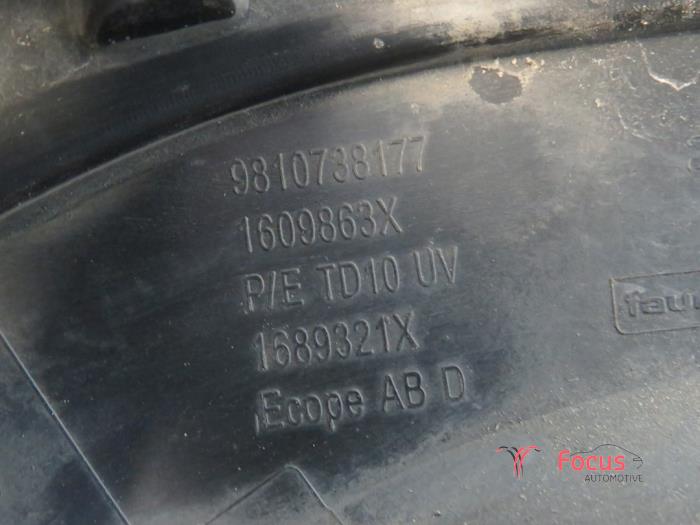 9810738177
1609863X
P/E TD10 UV
1689321X
Ecope AB D
Focus
AUTOMOTIVE